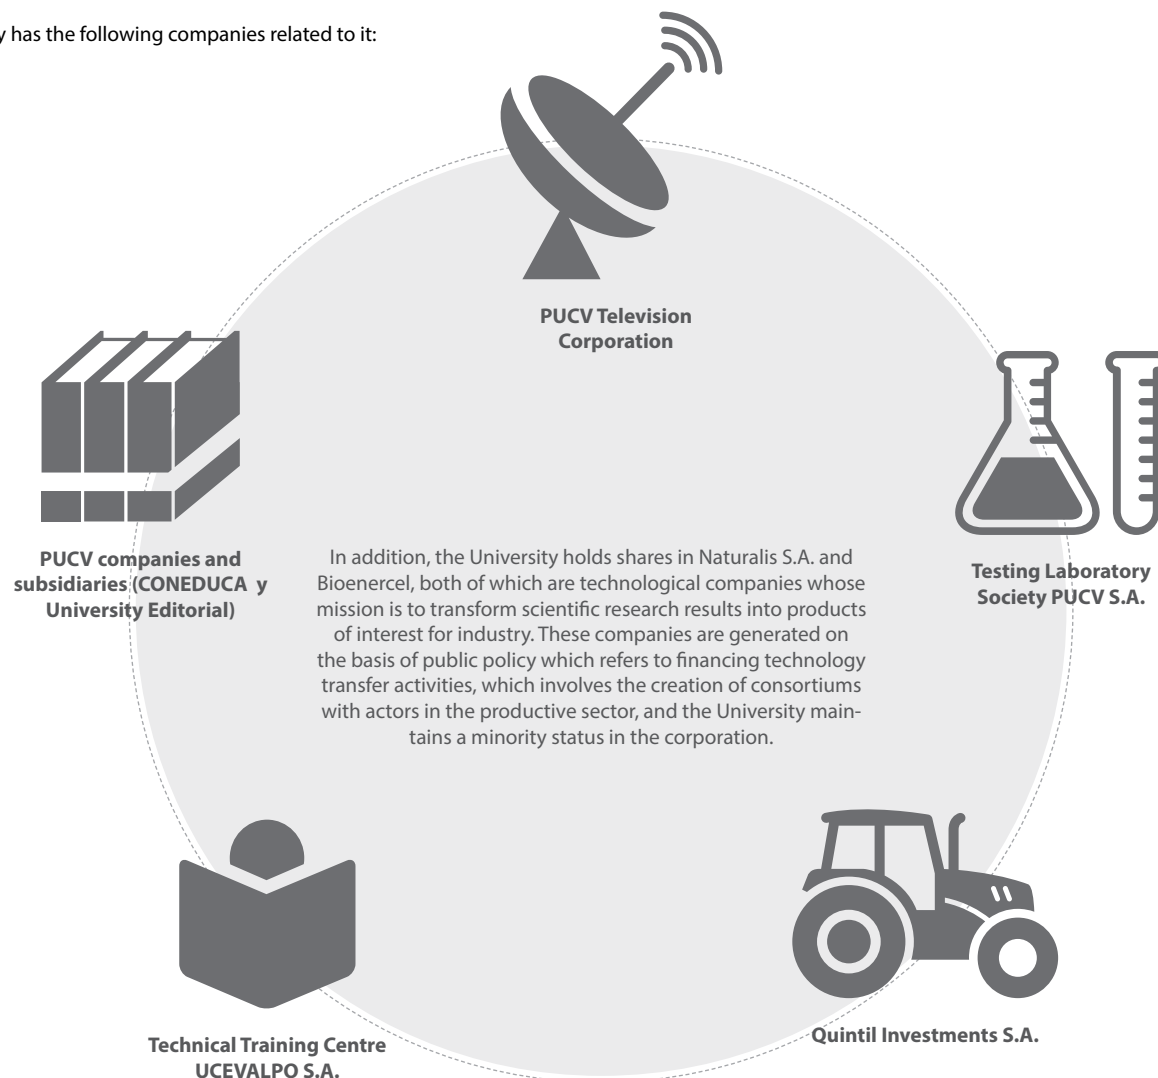 y has the following companies related to it:
PUCV Television
Corporation
PUCV companies and
subsidiaries (CONEDUCA y
University Editorial)
In addition, the University holds shares in Naturalis S.A. and
Bioenercel, both of which are technological companies whose
mission is to transform scientific research results into products
of interest for industry. These companies are generated on
the basis of public policy which refers to financing technology
transfer activities, which involves the creation of consortiums
with actors in the productive sector, and the University main-
tains a minority status in the corporation.
Testing Laboratory
Society PUCV S.A.
Technical Training Centre
UCEVALPO S.A.
Quintil Investments S.A.